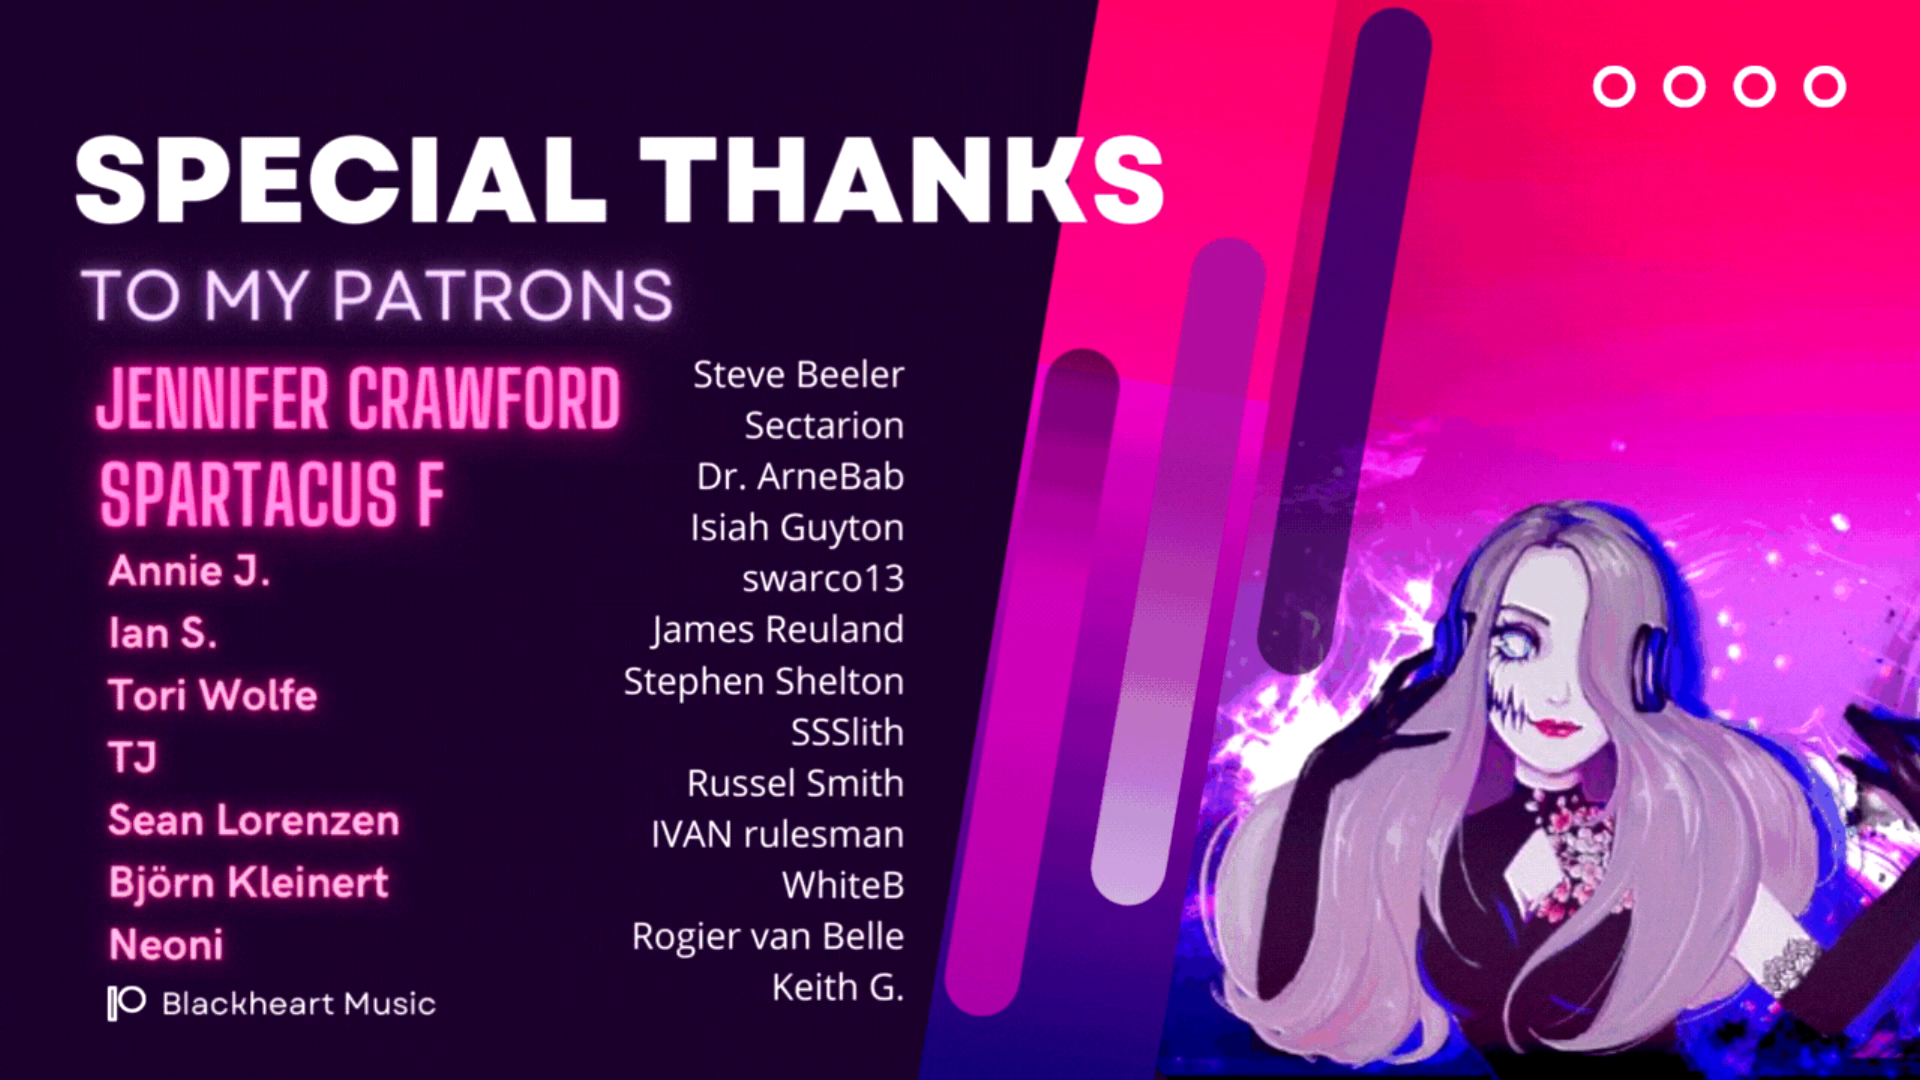 SPECIAL THANKS
TO MY PATRONS
JENNIFER CRAWFORD
SPARTACUS F
Annie J.
Ian S.
Tori Wolfe
TJ
Sean Lorenzen
Björn Kleinert
Neoni
Blackheart Music
Steve Beeler
Sectarion
Dr. ArneBab
Isiah Guyton
swarco13
James Reuland
Stephen Shelton
SSSlith
Russel Smith
IVAN rulesman
WhiteB
Rogier van Belle
Keith G.